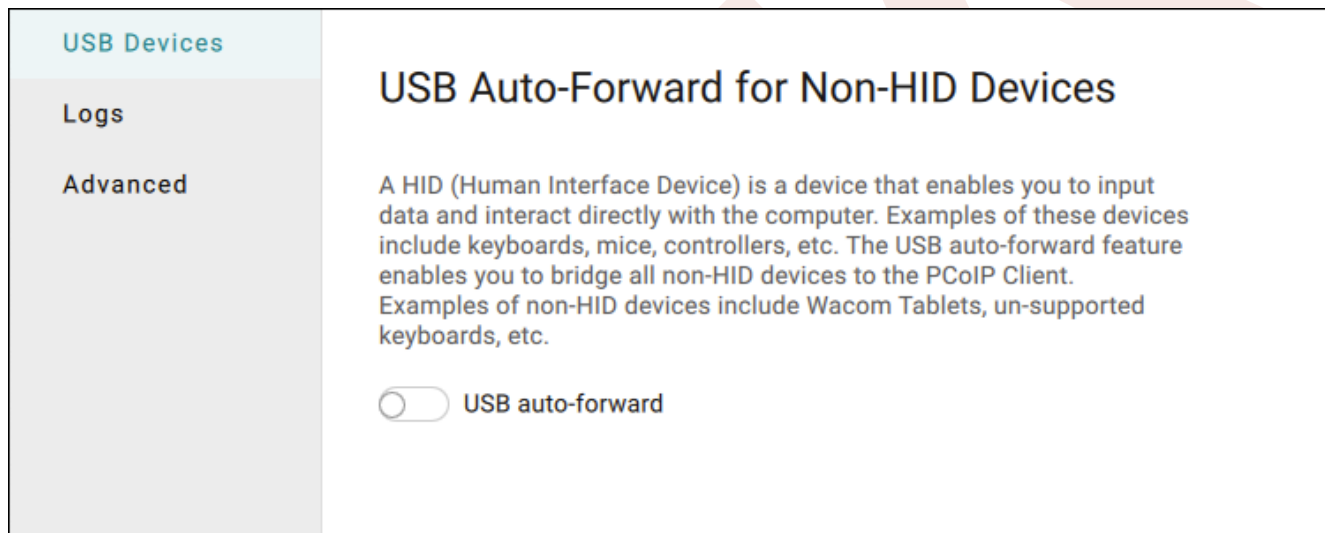 USB Devices
Logs
Advanced
USB Auto-Forward for Non-HID Devices
A HID (Human Interface Device) is a device that enables you to input
data and interact directly with the computer. Examples of these devices
include keyboards, mice, controllers, etc. The USB auto-forward feature
enables you to bridge all non-HID devices to the PCoIP Client.
Examples of non-HID devices include Wacom Tablets, un-supported
keyboards, etc.
USB auto-forward